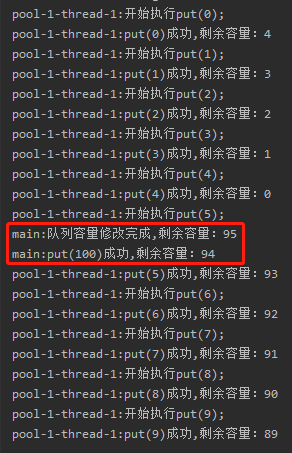 pool-1-thread-1:开始执行put(0);
pool-1-thread-1:put(0)成功,剩余容量：4
pool-1-thread-1:开始执行put(1);
pool-1-thread-1:put(1)成功,剩余容量：3
pool-1-thread-1:开始执行put(2);
pool-1-thread-1:put(2)成功,剩余容量：2
pool-1-thread-1:开始执行put(3);
pool-1-thread-1:put(3)成功,剩余容量：1
pool-1-thread-1:开始执行put(4);
pool-1-thread-1:put(4)成功,剩余容量：0
pool-1-thread-1:开始执行put(5);
main:队列容量修改完成,剩余容量：95
main:put(100)成功,剩余容量：94
pool-1-thread-1:put(5)成功,剩余容量：93
pool-1-thread-1:开始执行put(6);
pool-1-thread-1:put(6)成功,剩余容量：92
pool-1-thread-1:开始执行put(7);
pool-1-thread-1:put(7)成功,剩余容量：91
pool-1-thread-1:开始执行put(8);
pool-1-thread-1:put(8)成功,剩余容量：90
pool-1-thread-1:开始执行put(9);
pool-1-thread-1:put(9)成功,剩余容量：89